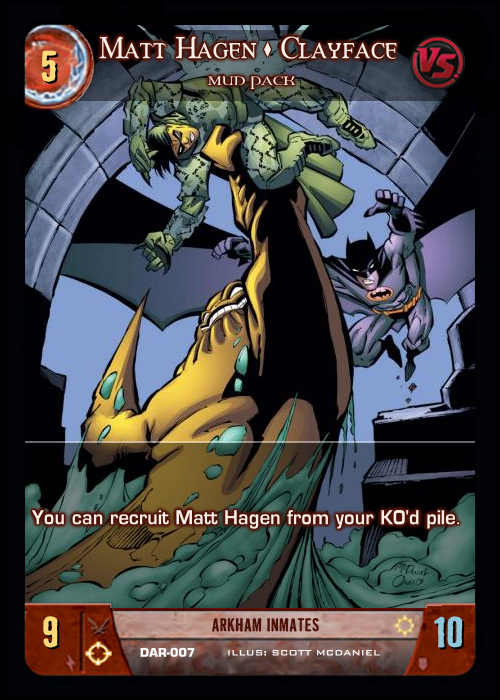 5
MATT HAGEN ♦ CLAYFACE
VS
MUD PACK
You can recruit Matt Hagen from your KO'd pile.
9
ARKHAM INMATES
10
DAR-007
ILLUS: SCOTT MCDANIEL